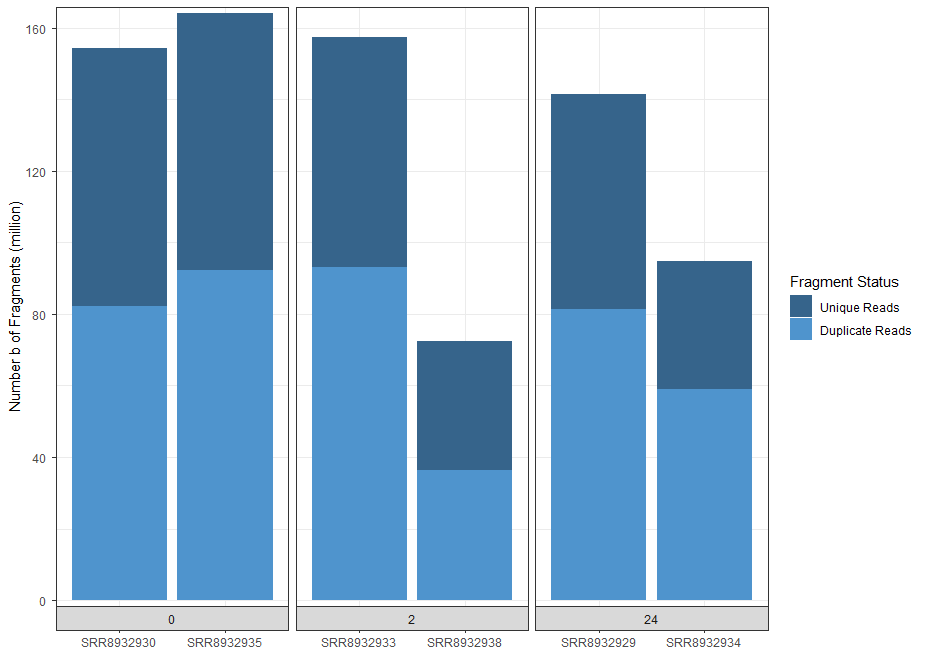 Number b of Fragments (million)
160
120
80
40
0
0
2
24
SRR8932930
SRR8932935
SRR8932933
SRR8932938
SRR8932929
SRR8932934
Fragment Status
Unique Reads
Duplicate Reads